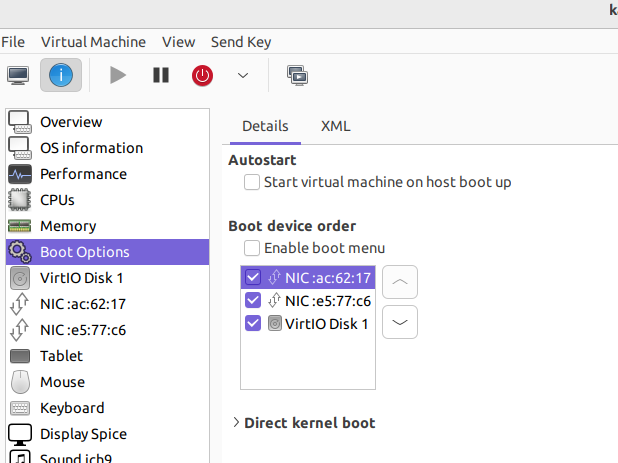 k
File Virtual Machine View Send Key
Overview
OS information
Performance
CPUs
Memory
Boot Options
VirtIO Disk 1
NIC :ac:62:17
NIC :e5:77:c6
Tablet
Mouse
Keyboard
Display Spice
Sound ich9
Details XML
Autostart
Start virtual machine on host boot up
Boot device order
Enable boot menu
NIC :ac:62:17
NIC :e5:77:c6
VirtIO Disk 1
Direct kernel boot